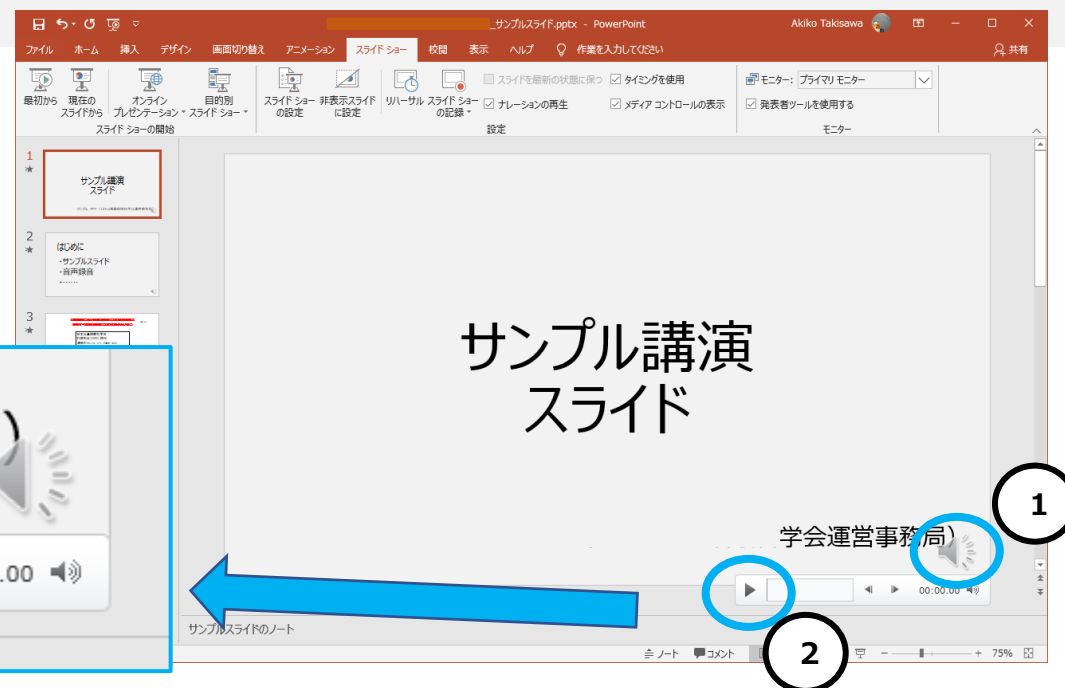 _サンプルスライド.pptx - PowerPoint
Akiko Takisawa
ファイル ホーム 挿入 デザイン 画面切り替え アニメーション スライド ショー 校閲 表示 ヘルプ 作業を入力してください 共有
最初から 現在の スライドから オンライン プレゼンテーション 目的別 スライド ショー
スライド ショーの開始
スライド ショー の設定 非表示スライド に設定 リハーサル スライド ショー の記録
スライドを最新の状態に保つ タイミングを使用
ナレーションの再生 メディア コントロールの表示
設定
モニター: プライマリ モニター
発表者ツールを使用する
モニター
1
サンプル講演
スライド
2
はじめに
・サンプルスライド
・音声録音
・……
3
サンプル講演
スライド
学会運営事務局)
1
00:00.00
2
.00
サンプルスライドのノート
ノート コメント 75%